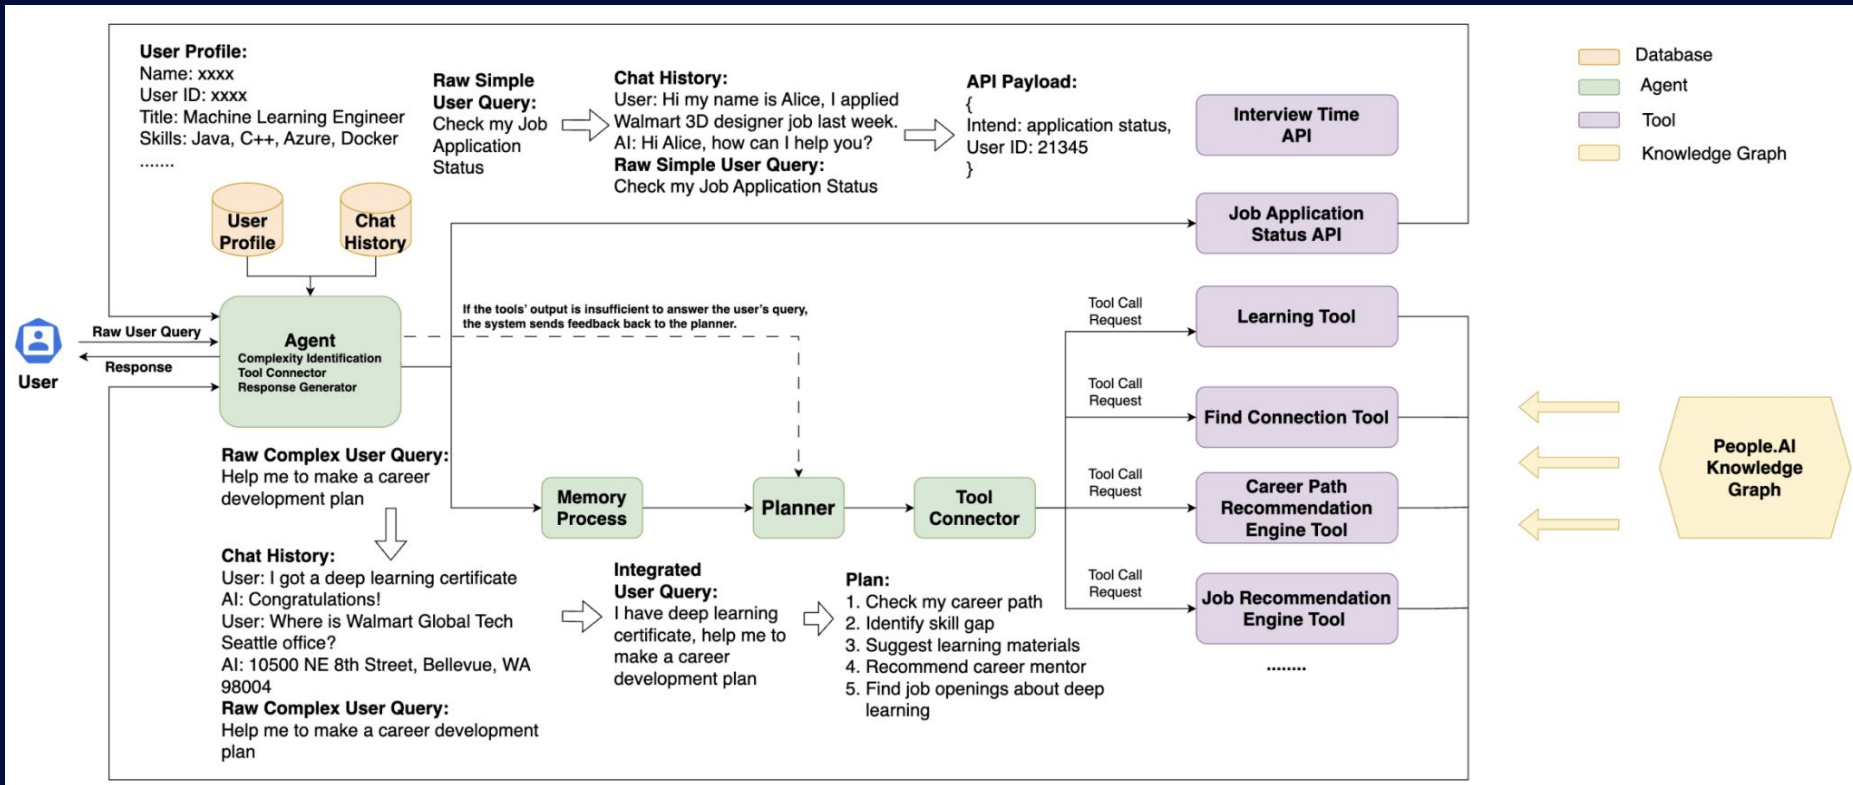 User Profile:
Name: xxxx
User ID: xxxx
Title: Machine Learning Engineer
Skills: Java, C++, Azure, Docker
.......
Raw Simple
User Query:
Check my Job
Application
Status
Chat History:
User: Hi my name is Alice, I applied
Walmart 3D designer job last week.
AI: Hi Alice, how can I help you?
Raw Simple User Query:
Check my Job Application Status
API Payload:
{
Intend: application status,
User ID: 21345
}
Interview Time
API
Database
Agent
Tool
Knowledge Graph
User
Profile
Chat
History
Job Application
Status API
If the tools' output is insufficient to answer the user's query,
the system sends feedback back to the planner.
Raw User Query
Response
User
Agent
Complexity Identification
Tool Connector
Response Generator
Tool Call
Request
Learning Tool
Tool Call
Request
Find Connection Tool
Tool Call
Request
Career Path
Recommendation
Engine Tool
Tool Call
Request
Job Recommendation
Engine Tool
........
People.AI
Knowledge
Graph
Memory
Process
Planner
Tool
Connector
Raw Complex User Query:
Help me to make a career
development plan
Chat History:
User: I got a deep learning certificate
AI: Congratulations!
User: Where is Walmart Global Tech
Seattle office?
AI: 10500 NE 8th Street, Bellevue, WA
98004
Raw Complex User Query:
Help me to make a career development
plan
Integrated
User Query:
I have deep learning
certificate, help me to
make a career
development plan
Plan:
1. Check my career path
2. Identify skill gap
3. Suggest learning materials
4. Recommend career mentor
5. Find job openings about deep
learning